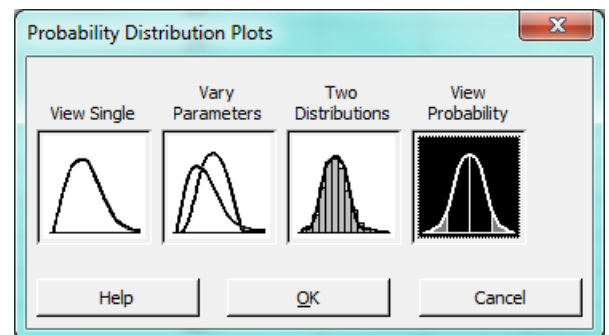 Probability Distribution Plots
View Single
Vary
Parameters
Two
Distributions
View
Probability
Help
OK
Cancel